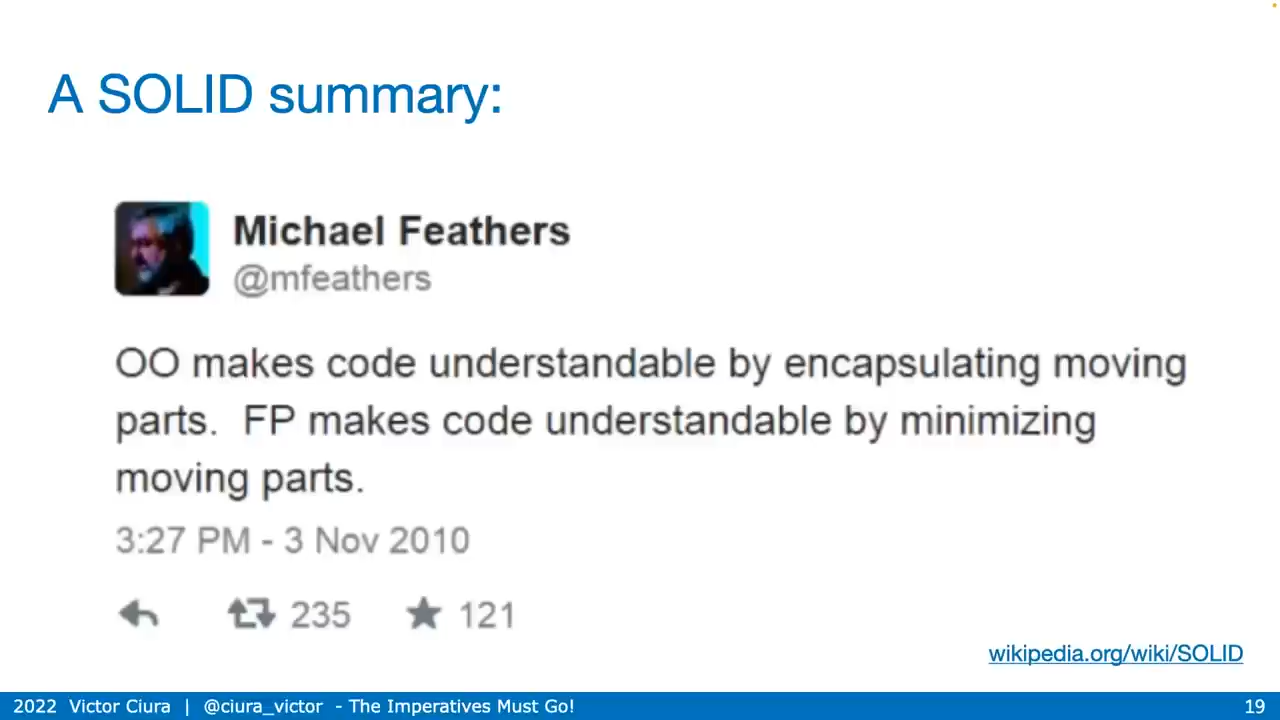 A SOLID summary:
Michael Feathers
@mfeathers
OO makes code understandable by encapsulating moving
parts.  FP makes code understandable by minimizing
moving parts.
3:27 PM - 3 Nov 2010
235 121
wikipedia.org/wiki/SOLID
2022 Victor Ciura | @ciura_victor - The Imperatives Must Go! 19